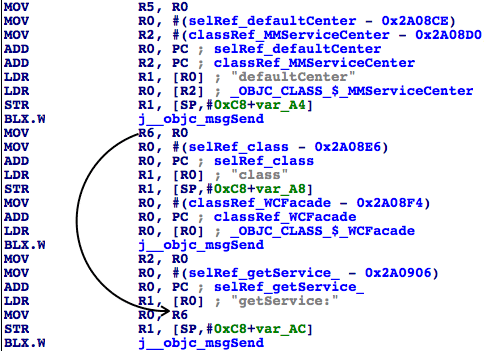 MOV R5, R0
MOV R0, #(selRef_defaultCenter - 0x2A08CE)
MOV R2, #(classRef_MMServiceCenter - 0x2A08D0)
ADD R0, PC ; selRef_defaultCenter
ADD R2, PC ; classRef_MMServiceCenter
LDR R1, [R0] ; "defaultCenter"
LDR R0, [R2] ; _OBJC_CLASS_$_MMServiceCenter
STR R1, [SP,#0xC8+var_A4]
BLX.W j__objc_msgSend
MOV R6, R0
MOV R0, #(selRef_class - 0x2A08E6)
ADD R0, PC ; selRef_class
LDR R1, [R0] ; "class"
STR R1, [SP,#0xC8+var_A8]
MOV R0, #(classRef_WCFacade - 0x2A08F4)
ADD R0, PC ; classRef_WCFacade
LDR R0, [R0] ; _OBJC_CLASS_$_WCFacade
BLX.W j__objc_msgSend
MOV R2, R0
MOV R0, #(selRef_getService_ - 0x2A0906)
ADD R0, PC ; selRef_getService_
LDR R1, [R0] ; "getService:"
MOV R0, R6
STR R1, [SP,#0xC8+var_AC]
BLX.W j__objc_msgSend